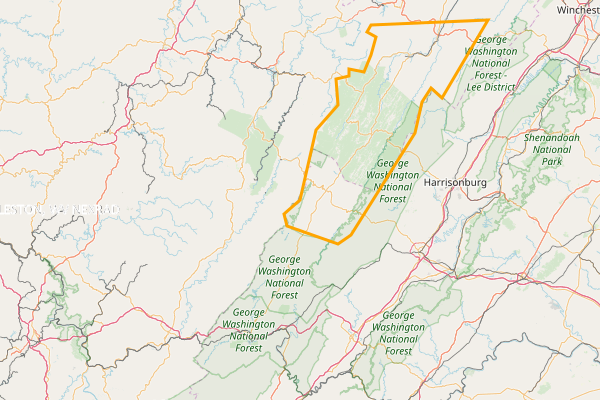 Winchest
George
Washington
National
Forest -
Lee District
Shenandoah
National
Park
George
Washington
National
Forest
Harrisonburg
George
Washington
National
Forest
George
Washington
National
Forest
George
Washington
National
Forest